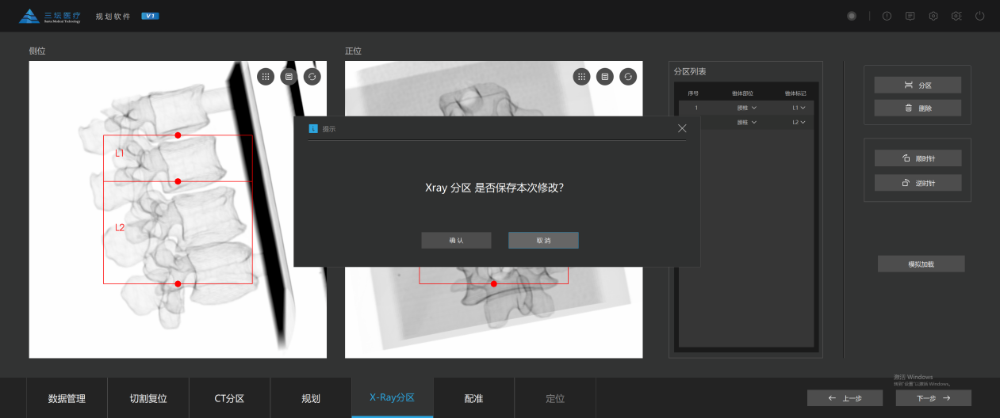 三坛医疗
Santa Medical Technology
规划软件
V1
侧位
正位
L1
L2
分区列表
序号 锥体部位 锥体标记
1 颈椎 L1
颈椎 L2
分区
删除
顺时针
逆时针
模拟加载
L 提示
Xray 分区 是否保存本次修改？
确认 取消
激活 Windows
转到"设置"以激活 Windows。
数据管理 切割复位 CT分区 规划 X-Ray分区 配准 定位
← 上一步 下一步 →